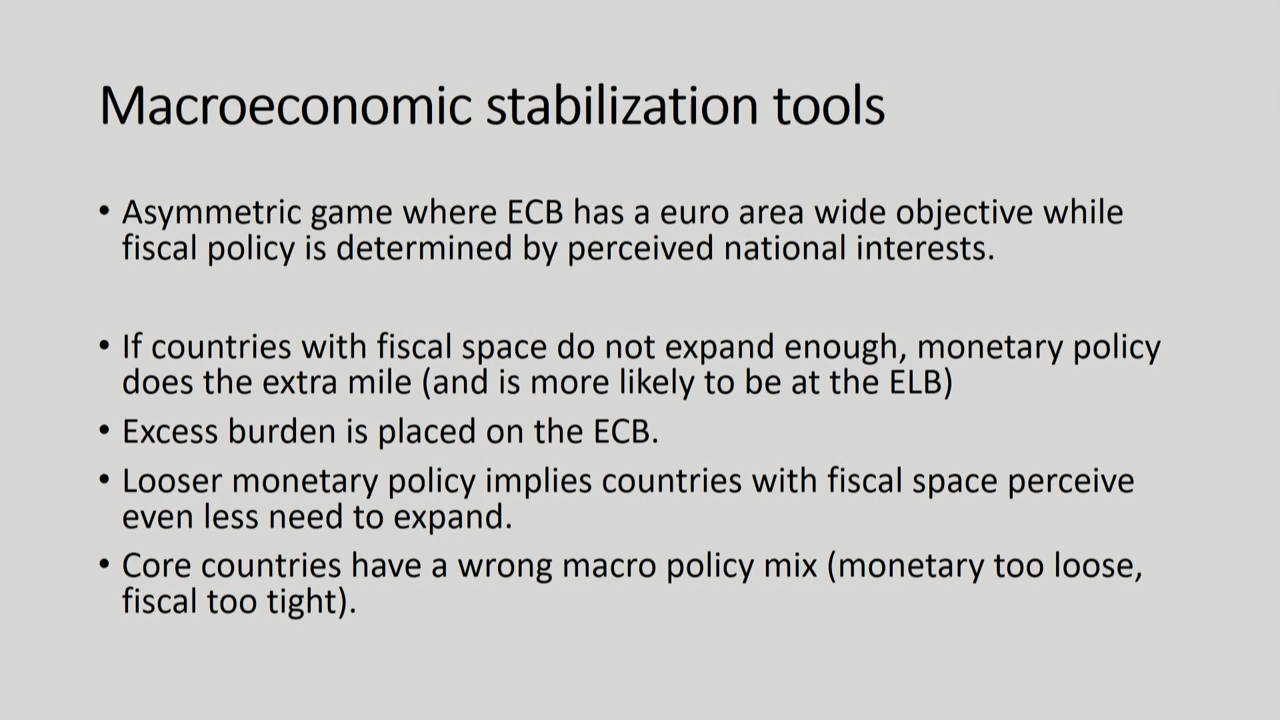 Macroeconomic stabilization tools
• Asymmetric game where ECB has a euro area wide objective while
fiscal policy is determined by perceived national interests.
• If countries with fiscal space do not expand enough, monetary policy
does the extra mile (and is more likely to be at the ELB)
• Excess burden is placed on the ECB.
• Looser monetary policy implies countries with fiscal space perceive
even less need to expand.
• Core countries have a wrong macro policy mix (monetary too loose,
fiscal too tight).